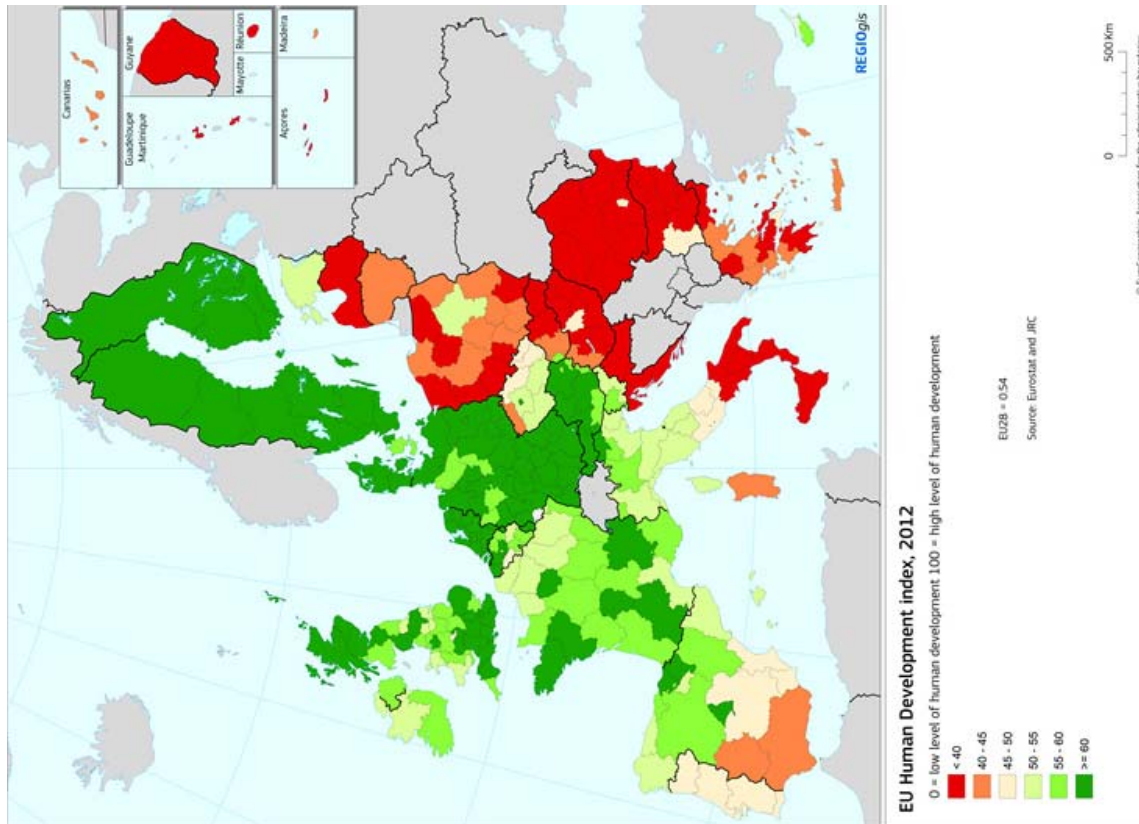 Canarias
Guadeloupe
Martinique
Guyane
Mayotte
Réunion
Açores
Madeira
REGIOgis
EU Human Development index, 2012
0 = low level of human development 100 = high level of human development
< 40
40 - 45
45 - 50
50 - 55
55 - 60
>= 60
EU28 = 0.54
Source: Eurostat and JRC
0 500 Km